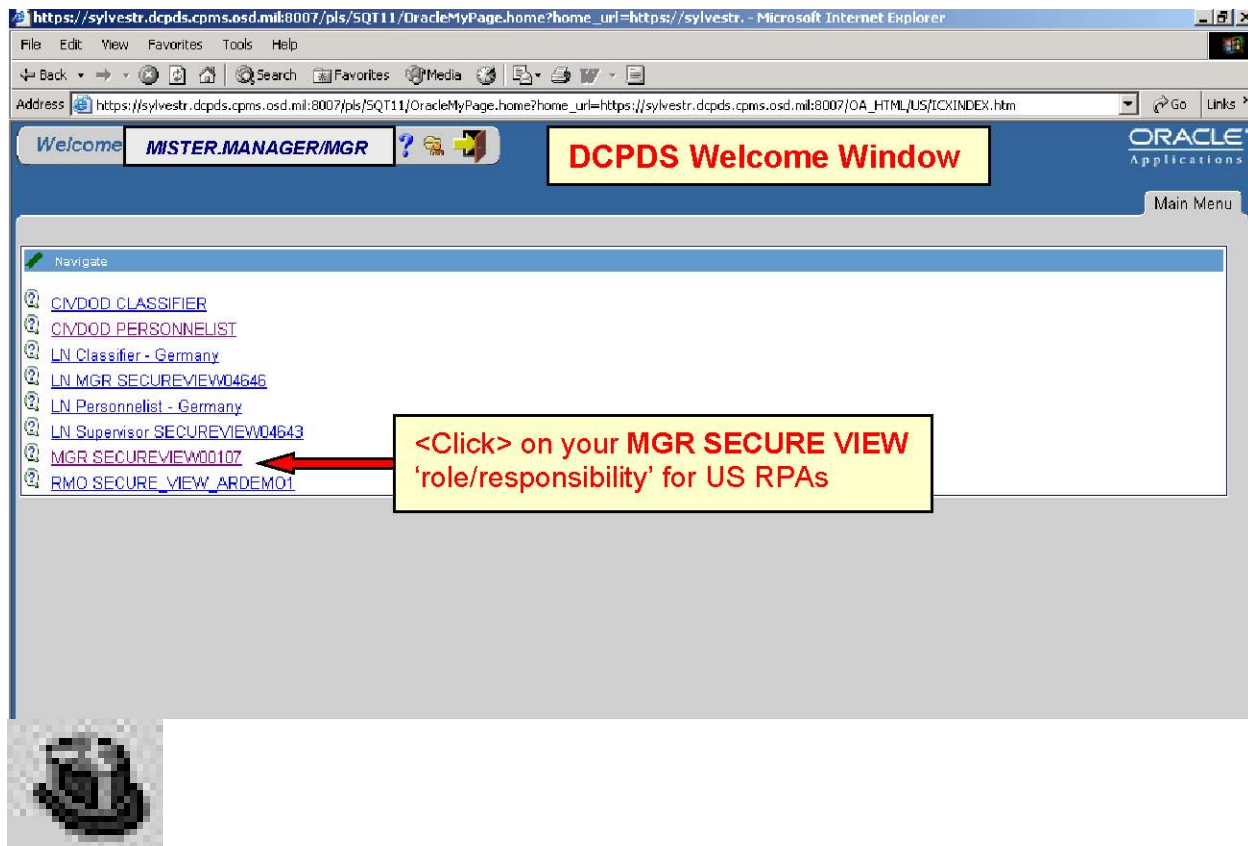 https://sylvestr.dcpds.cpms.osd.mil:8007/pls/5QT11/OracleMyPage.home?home_url=https://sylvestr. - Microsoft Internet Explorer
File Edit View Favorites Tools Help
Back Search Favorites Media
Address https://sylvestr.dcpds.cpms.osd.mil:8007/pls/5QT11/OracleMyPage.home?home_url=https://sylvestr.dcpds.cpms.osd.mil:8007/OA_HTML/US/ICXINDEX.htm Go Links
Welcome MISTER.MANAGER/MGR
DCPDS Welcome Window
ORACLE®
Applications
Main Menu
Navigate
CIVDOD CLASSIFIER
CIVDOD PERSONNELIST
LN Classifier - Germany
LN MGR SECUREVIEW04646
LN Personnelist - Germany
LN Supervisor SECUREVIEW04643
MGR SECUREVIEW00107
RMO SECURE_VIEW_ARDEMO1
<Click> on your MGR SECURE VIEW
‘role/responsibility’ for US RPAs